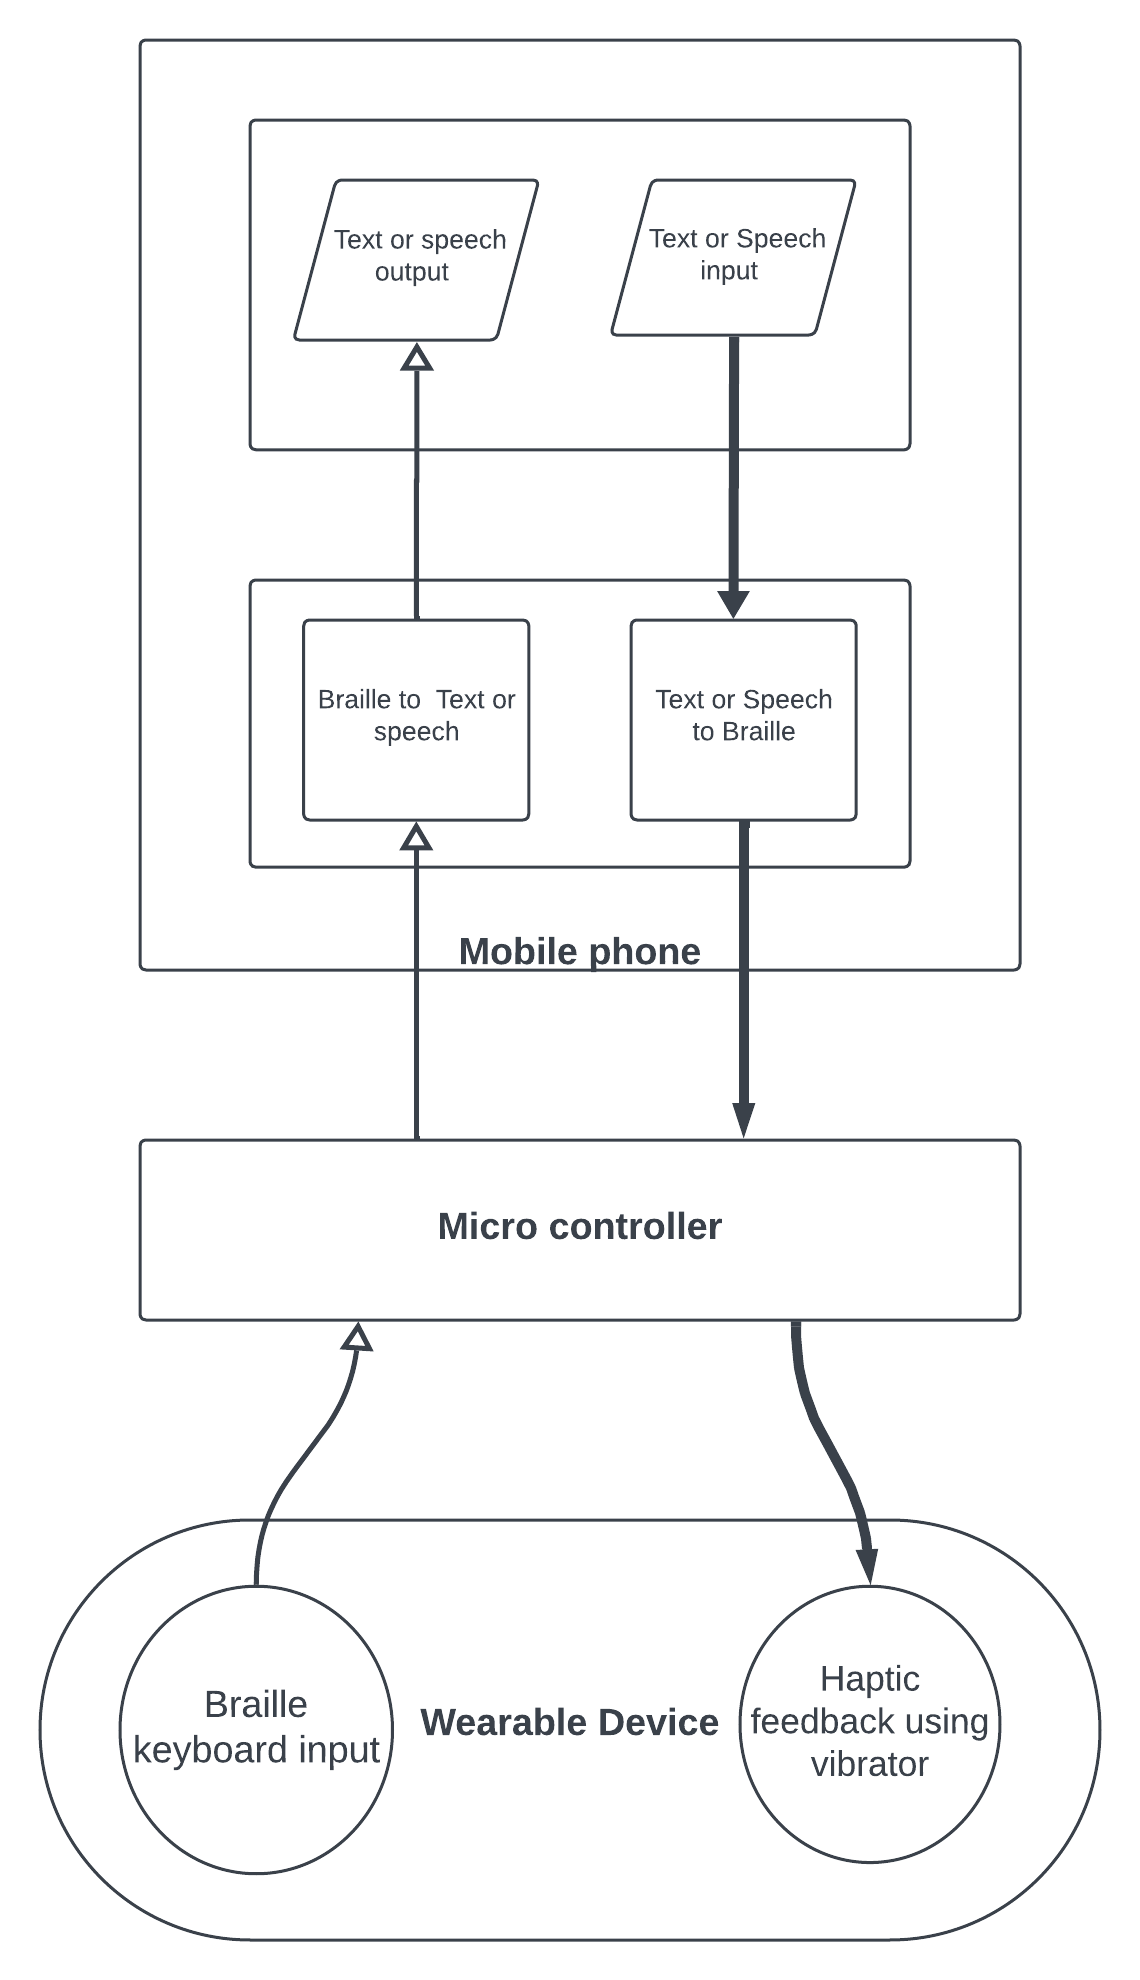 Text or speech
output
Text or Speech
input
Braille to  Text or
speech
Text or Speech
to Braille
Mobile phone
Micro controller
Braille
keyboard input
Wearable Device
Haptic
feedback using
vibrator